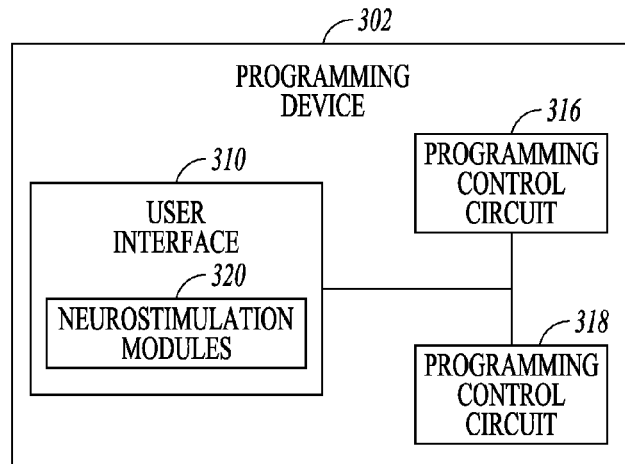 302
PROGRAMMING
DEVICE
316
PROGRAMMING
CONTROL
CIRCUIT
310
USER
INTERFACE
320
NEUROSTIMULATION
MODULES
318
PROGRAMMING
CONTROL
CIRCUIT